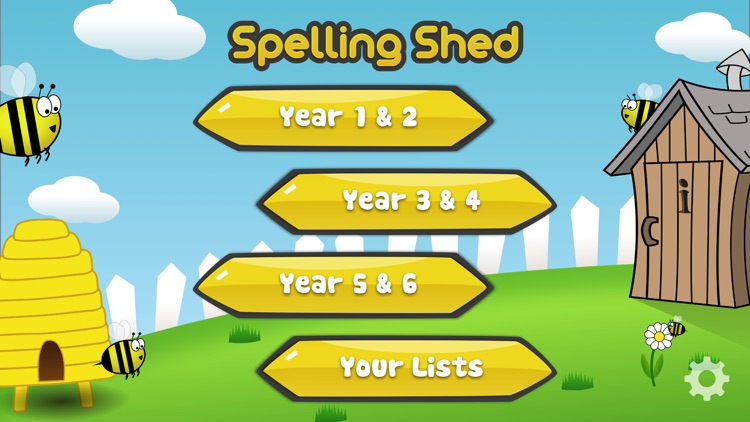 Spelling Shed
Year 1 & 2
Year 3 & 4
i
Year 5 & 6
Your Lists